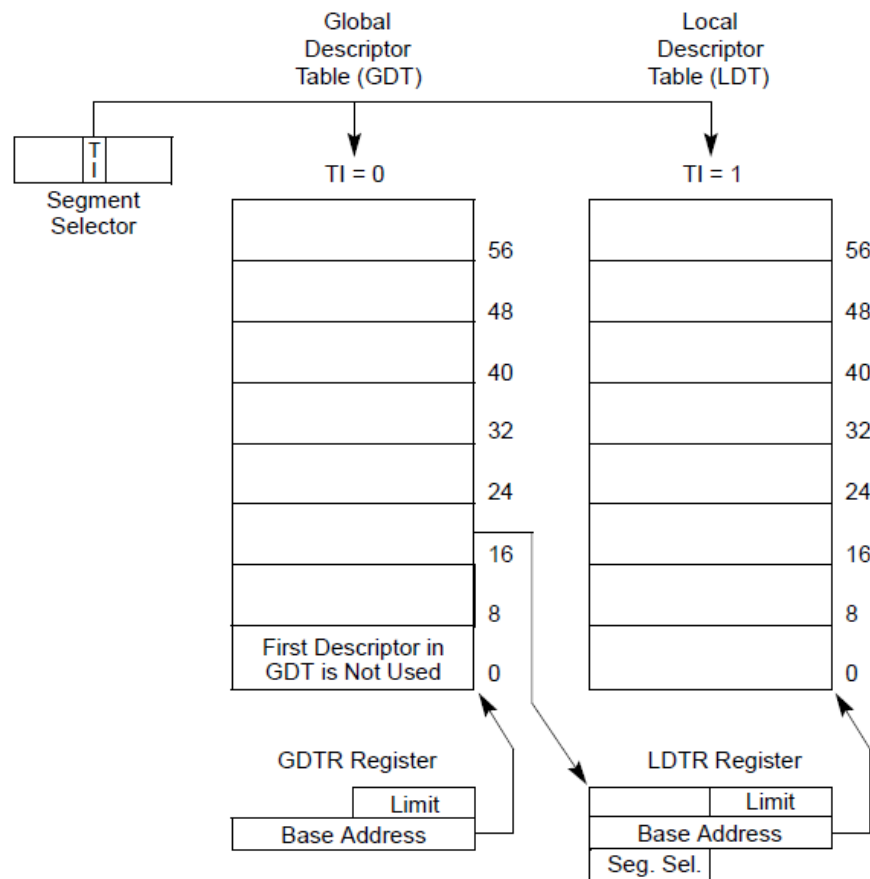 Global
Descriptor
Table (GDT)
Local
Descriptor
Table (LDT)
T
I
Segment
Selector
TI = 0
TI = 1
56
48
40
32
24
16
8
0
First Descriptor in
GDT is Not Used
56
48
40
32
24
16
8
0
GDTR Register
Limit
Base Address
LDTR Register
Limit
Base Address
Seg. Sel.